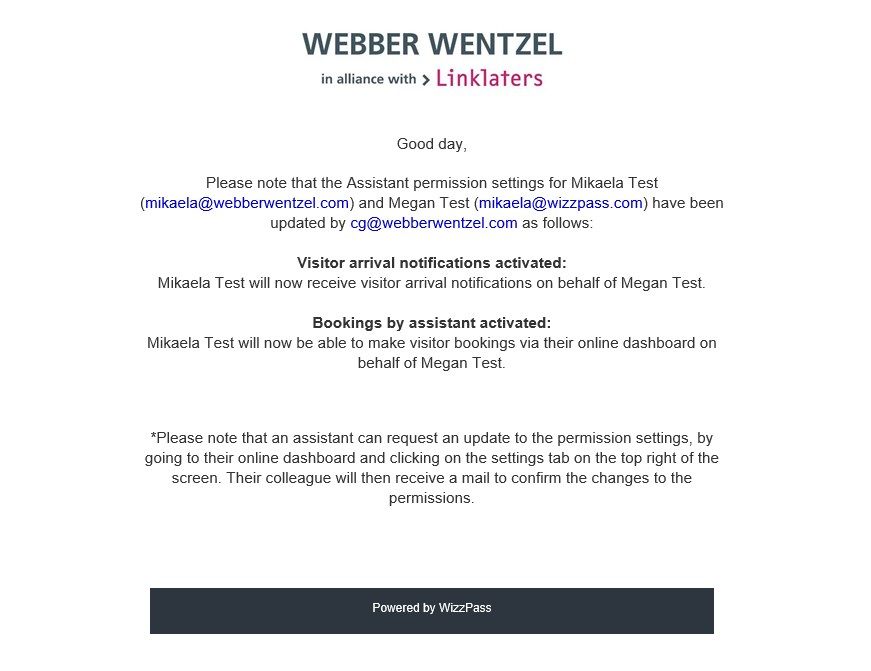 WEBBER WENTZEL
in alliance with > Linklaters
Good day,
Please note that the Assistant permission settings for Mikaela Test
(mikaela@webberwentzel.com) and Megan Test (mikaela@wizzpass.com) have been
updated by cg@webberwentzel.com as follows:
Visitor arrival notifications activated:
Mikaela Test will now receive visitor arrival notifications on behalf of Megan Test.
Bookings by assistant activated:
Mikaela Test will now be able to make visitor bookings via their online dashboard on
behalf of Megan Test.
*Please note that an assistant can request an update to the permission settings, by
going to their online dashboard and clicking on the settings tab on the top right of the
screen. Their colleague will then receive a mail to confirm the changes to the
permissions.
Powered by WizzPass